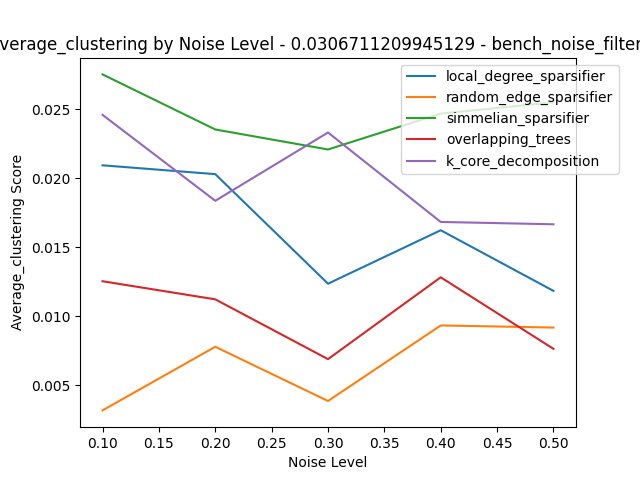 verage_clustering by Noise Level - 0.0306711209945129 - bench_noise_filter
local_degree_sparsifier
random_edge_sparsifier
simmelian_sparsifier
overlapping_trees
k_core_decomposition
Average_clustering Score
0.025
0.020
0.015
0.010
0.005
0.10 0.15 0.20 0.25 0.30 0.35 0.40 0.45 0.50
Noise Level